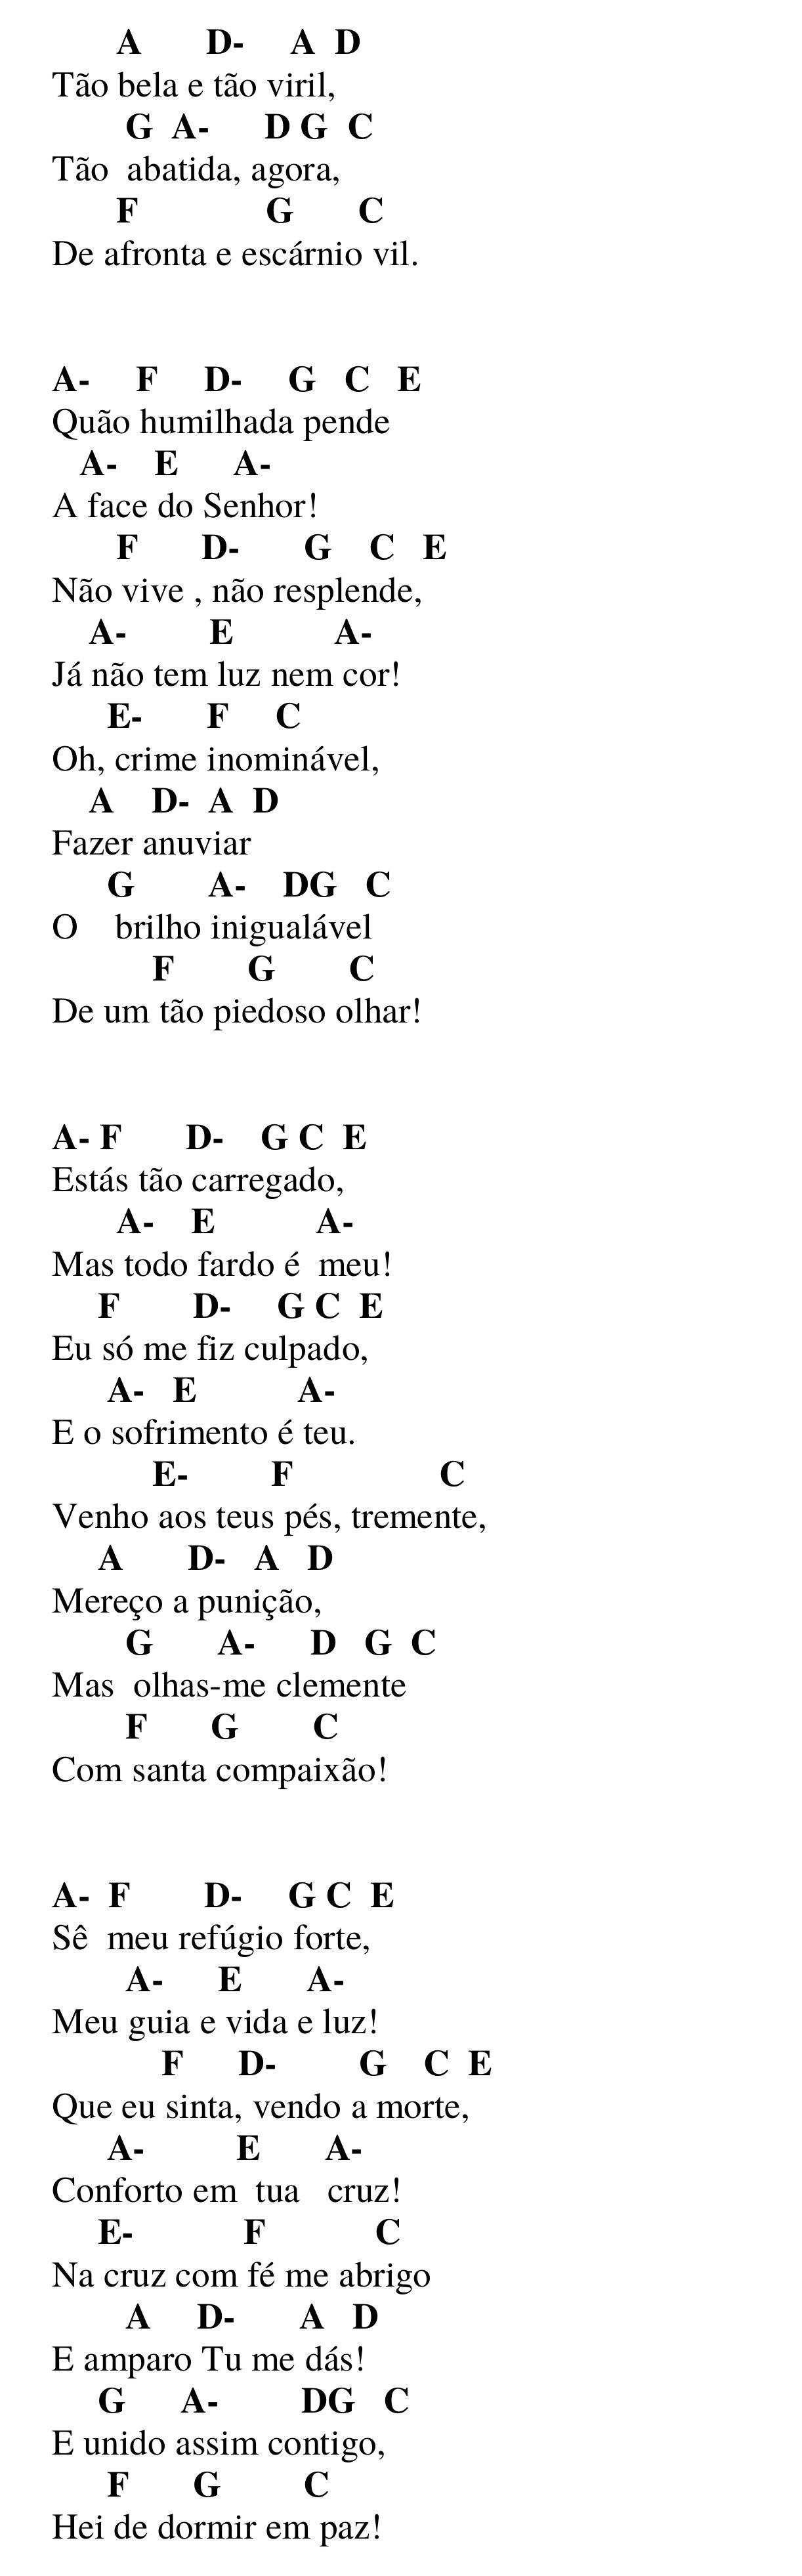 A D- A D
Tão bela e tão viril,
G A- D G C
Tão abatida, agora,
F G C
De afronta e escárnio vil.
A- F D- G C E
Quão humilhada pende
A- E A-
A face do Senhor!
F D- G C E
Não vive , não resplende,
A- E A-
Já não tem luz nem cor!
E- F C
Oh, crime inominável,
A D- A D
Fazer anuviar
G A- DG C
O brilho inigualável
F G C
De um tão piedoso olhar!
A- F D- G C E
Estás tão carregado,
A- E A-
Mas todo fardo é meu!
F D- G C E
Eu só me fiz culpado,
A- E A-
E o sofrimento é teu.
E- F C
Venho aos teus pés, tremente,
A D- A D
Mereço a punição,
G A- D G C
Mas olhas-me clemente
F G C
Com santa compaixão!
A- F D- G C E
Sê meu refúgio forte,
A- E A-
Meu guia e vida e luz!
F D- G C E
Que eu sinta, vendo a morte,
A- E A-
Conforto em tua cruz!
E- F C
Na cruz com fé me abrigo
A D- A D
E amparo Tu me dás!
G A- DG C
E unido assim contigo,
F G C
Hei de dormir em paz!